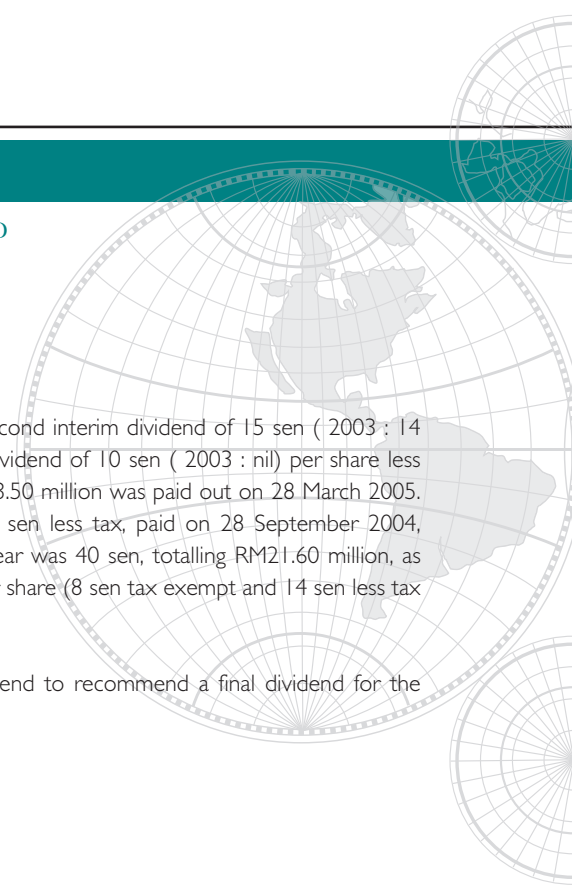 cond interim dividend of 15 sen ( 2003 : 14
vidend of 10 sen ( 2003 : nil) per share less
3.50 million was paid out on 28 March 2005.
sen less tax, paid on 28 September 2004,
ear was 40 sen, totalling RM21.60 million, as
share (8 sen tax exempt and 14 sen less tax
end to recommend a final dividend for the